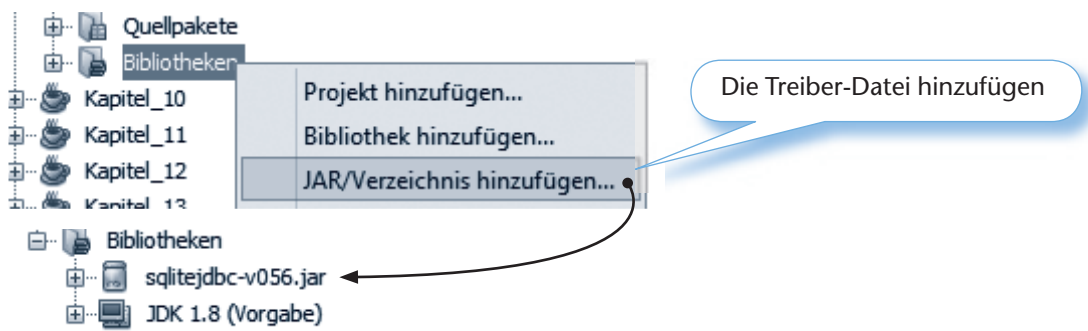 Quellpakete
Bibliotheken
Kapitel_10
Projekt hinzufügen...
Die Treiber-Datei hinzufügen
Kapitel_11
Bibliothek hinzufügen...
Kapitel_12
JAR/Verzeichnis hinzufügen...
Kapitel_13
Bibliotheken
sqlitejdbc-v056.jar
JDK 1.8 (Vorgabe)